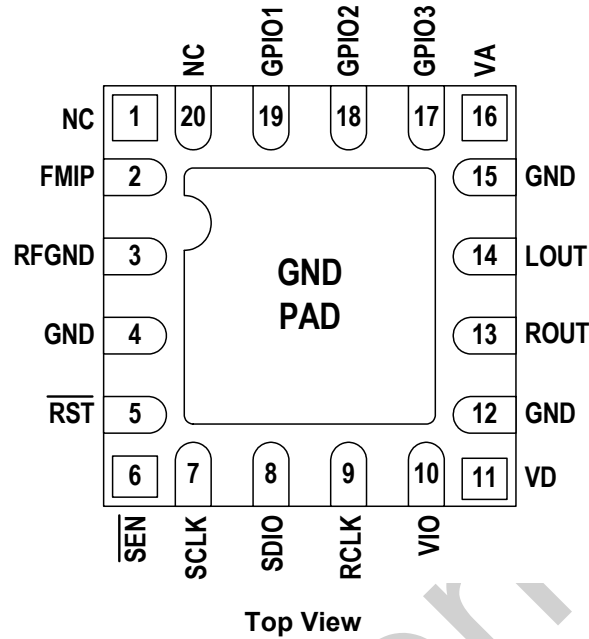 NC GPIO1 GPIO2 GPIO3 VA
NC 1 20 19 18 17 16
FMIP 2 15 GND
RFGND 3 14 LOUT
GND
PAD
GND 4 13 ROUT
RST 5 12 GND
6 7 8 9 10 11 VD
SEN SCLK SDIO RCLK VIO
Top View